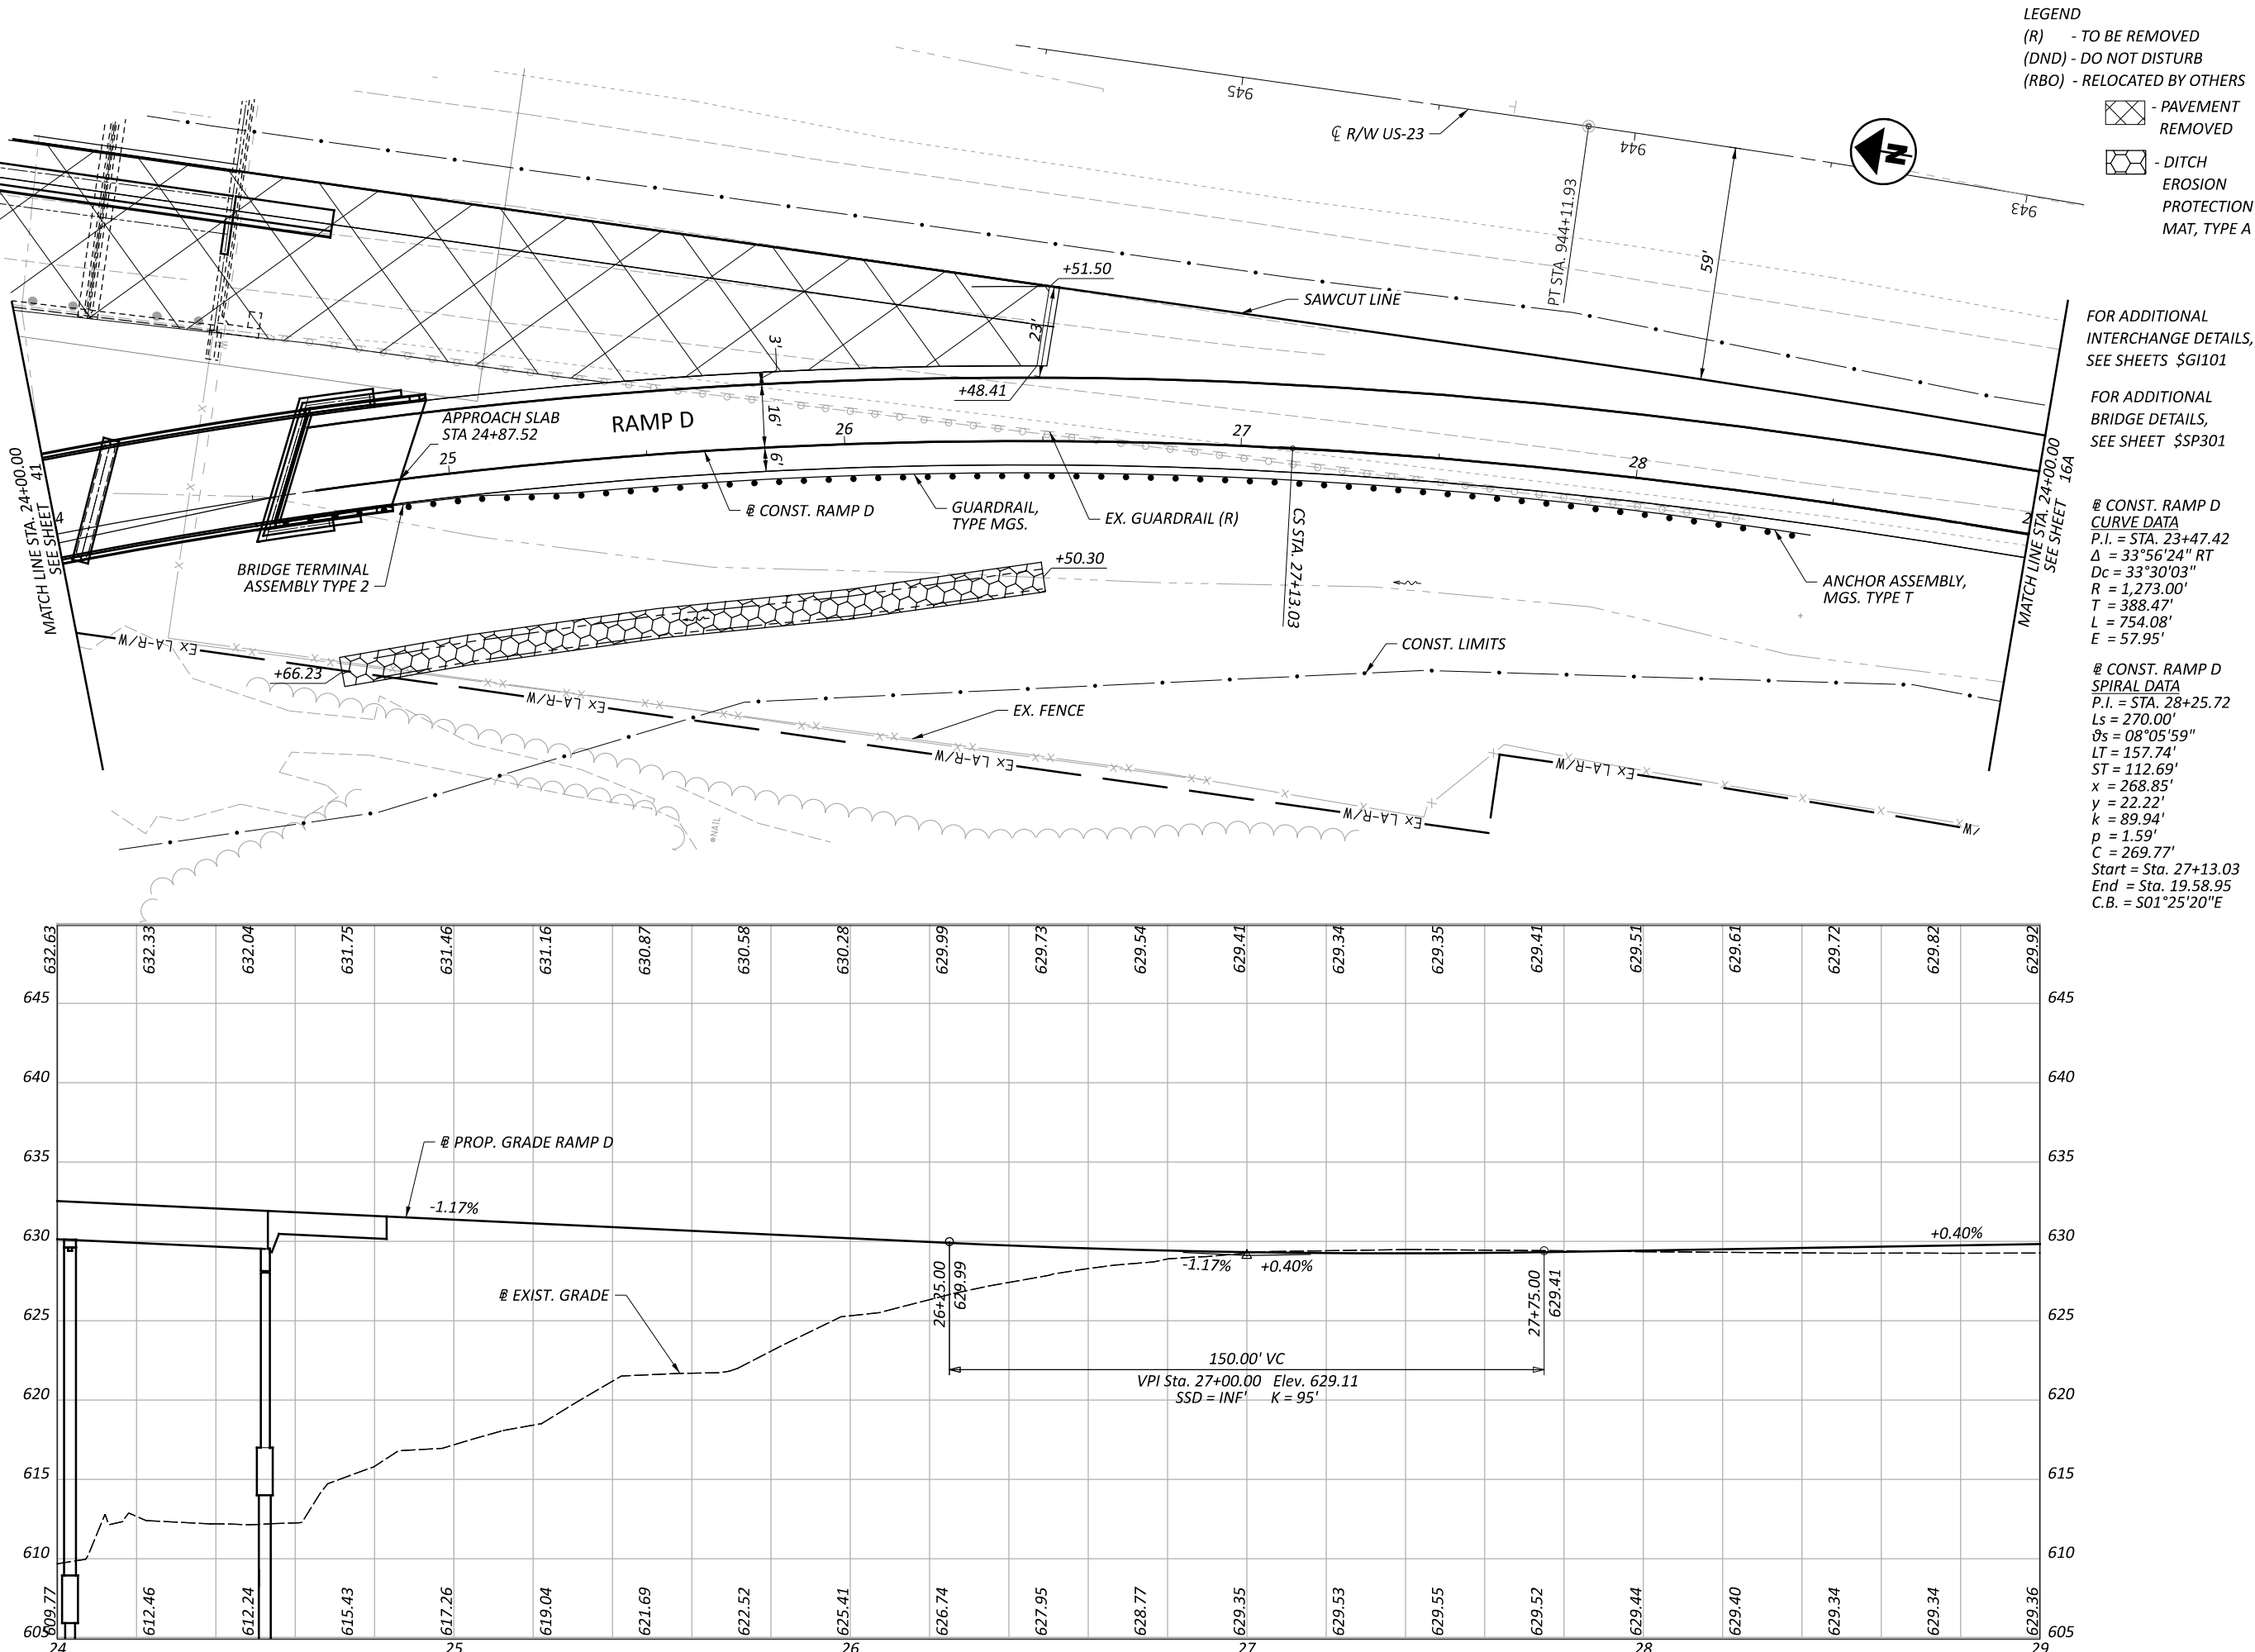 LEGEND
(R) - TO BE REMOVED
(DND) - DO NOT DISTURB
(RBO) - RELOCATED BY OTHERS
- PAVEMENT
REMOVED
- DITCH
EROSION
PROTECTION
MAT, TYPE A
FOR ADDITIONAL
INTERCHANGE DETAILS,
SEE SHEETS $GI101
FOR ADDITIONAL
BRIDGE DETAILS,
SEE SHEET $SP301
℄ R/W US-23
945
944
943
N
PT STA. 944+11.93
59'
+51.50
SAWCUT LINE
23'
3'
+48.41
16'
6'
APPROACH SLAB
STA 24+87.52
RAMP D
25
26
27
28
2
4
MATCH LINE STA. 24+00.00
SEE SHEET 41
MATCH LINE STA. 24+00.00
SEE SHEET 16A
BRIDGE TERMINAL
ASSEMBLY TYPE 2
CONST. RAMP D
GUARDRAIL,
TYPE MGS.
EX. GUARDRAIL (R)
CS STA. 27+13.03
+50.30
ANCHOR ASSEMBLY,
MGS. TYPE T
+66.23
CONST. LIMITS
EX. FENCE
Ex LA-R/W
Ex LA-R/W
Ex LA-R/W
Ex LA-R/W
Ex LA-R/W
W/
NAIL
CONST. RAMP D
CURVE DATA
P.I. = STA. 23+47.42
Δ = 33°56'24" RT
Dc = 33°30'03"
R = 1,273.00'
T = 388.47'
L = 754.08'
E = 57.95'
CONST. RAMP D
SPIRAL DATA
P.I. = STA. 28+25.72
Ls = 270.00'
θs = 08°05'59"
LT = 157.74'
ST = 112.69'
x = 268.85'
y = 22.22'
k = 89.94'
p = 1.59'
C = 269.77'
Start = Sta. 27+13.03
End = Sta. 19.58.95
C.B. = S01°25'20"E
632.63 632.33 632.04 631.75 631.46 631.16 630.87 630.58 630.28 629.99 629.73 629.54 629.41 629.34 629.35 629.41 629.51 629.61 629.72 629.82 629.92
645 645
640 640
635 635
630 630
625 625
620 620
615 615
610 610
605 605
PROP. GRADE RAMP D
-1.17%
EXIST. GRADE
26+25.00
629.99
-1.17% +0.40%
27+75.00
629.41
+0.40%
150.00' VC
VPI Sta. 27+00.00 Elev. 629.11
SSD = INF' K = 95'
609.77 612.46 612.24 615.43 617.26 619.04 621.69 622.52 625.41 626.74 627.95 628.77 629.35 629.53 629.55 629.52 629.44 629.40 629.34 629.34 629.36
24 25 26 27 28 29